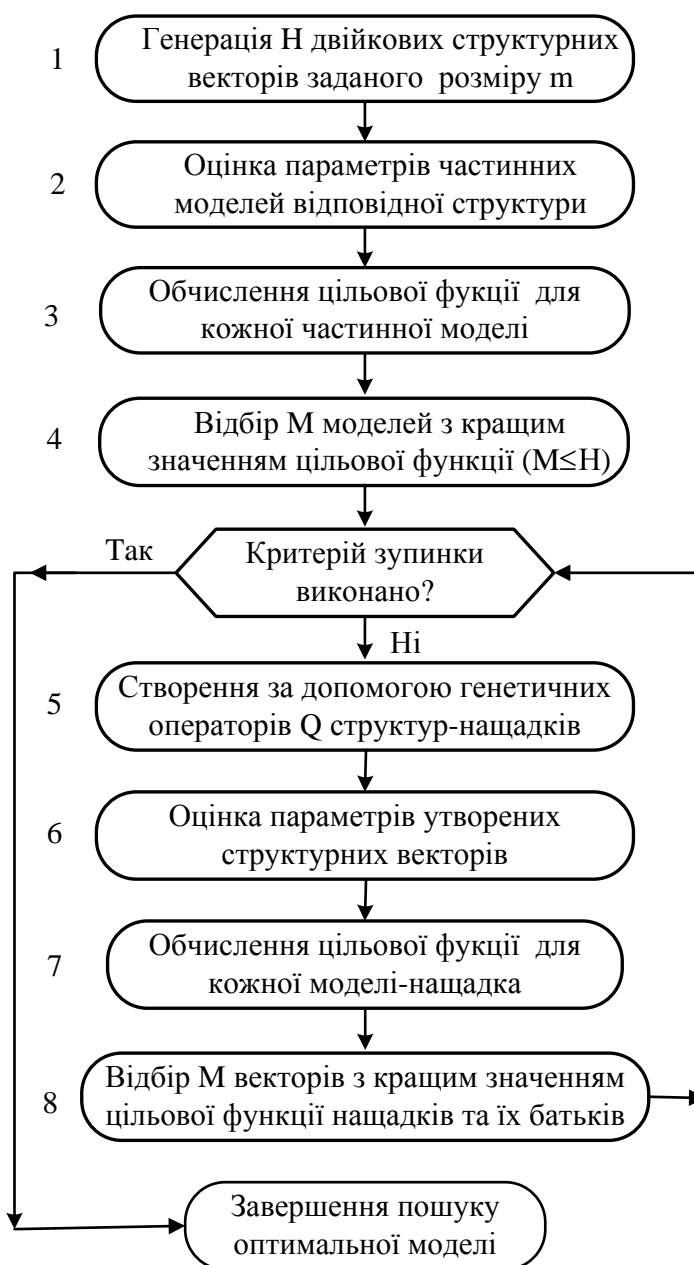 1
Генерація H двійкових структурних
векторів заданого розміру m
2
Оцінка параметрів частинних
моделей відповідної структури
3
Обчислення цільової фукції для
кожної частинної моделі
4
Відбір M моделей з кращим
значенням цільової функції (M≤H)
Так
Критерій зупинки
виконано?
Ні
5
Створення за допомогою генетичних
операторів Q структур-нащадків
6
Оцінка параметрів утворених
структурних векторів
7
Обчислення цільової фукції для
кожної моделі-нащадка
8
Відбір M векторів з кращим значенням
цільової функції нащадків та їх батьків
Завершення пошуку
оптимальної моделі